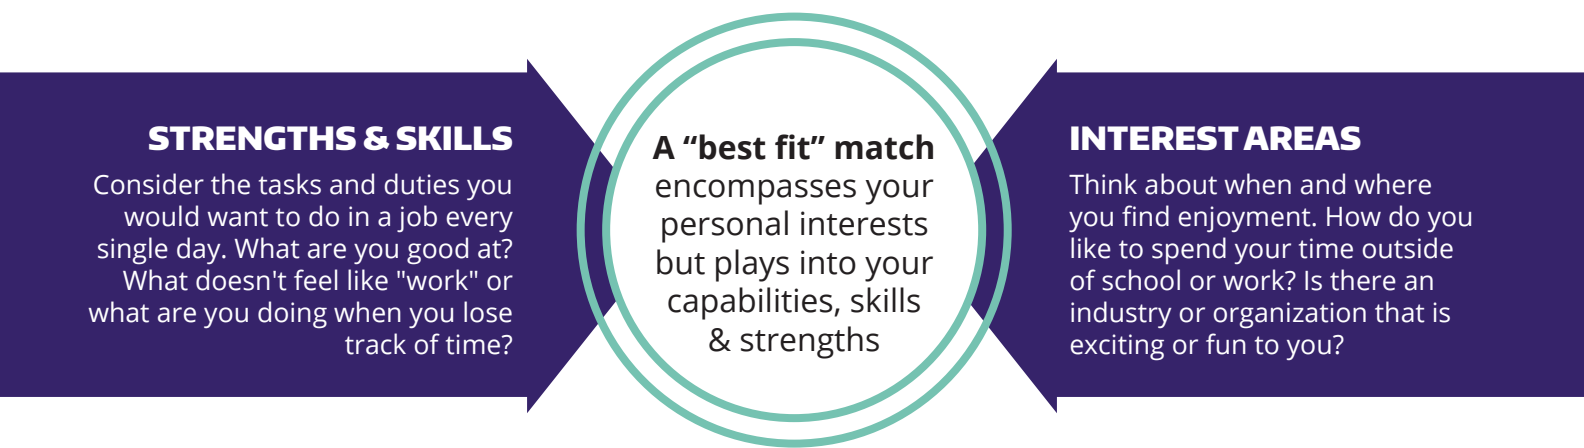 STRENGTHS & SKILLS
Consider the tasks and duties you
would want to do in a job every
single day. What are you good at?
What doesn't feel like "work" or
what are you doing when you lose
track of time?
A “best fit” match
encompasses your
personal interests
but plays into your
capabilities, skills
& strengths
INTEREST AREAS
Think about when and where
you find enjoyment. How do you
like to spend your time outside
of school or work? Is there an
industry or organization that is
exciting or fun to you?